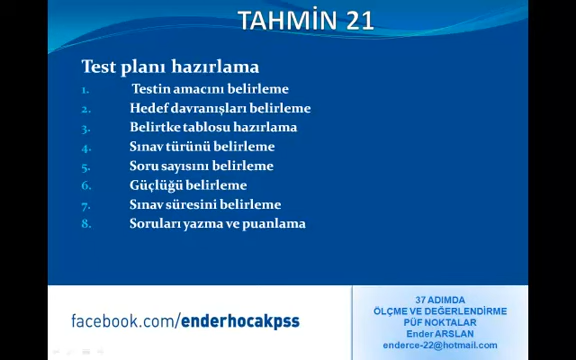 TAHMİN 21
Test planı hazırlama
1. Testin amacını belirleme
2. Hedef davranışları belirleme
3. Belirtke tablosu hazırlama
4. Sınav türünü belirleme
5. Soru sayısını belirleme
6. Güçlüğü belirleme
7. Sınav süresini belirleme
8. Soruları yazma ve puanlama
facebook.com/enderhocakpss
37 ADIMDA
ÖLÇME VE DEĞERLENDİRME
PÜF NOKTALAR
Ender ARSLAN
enderce-22@hotmail.com